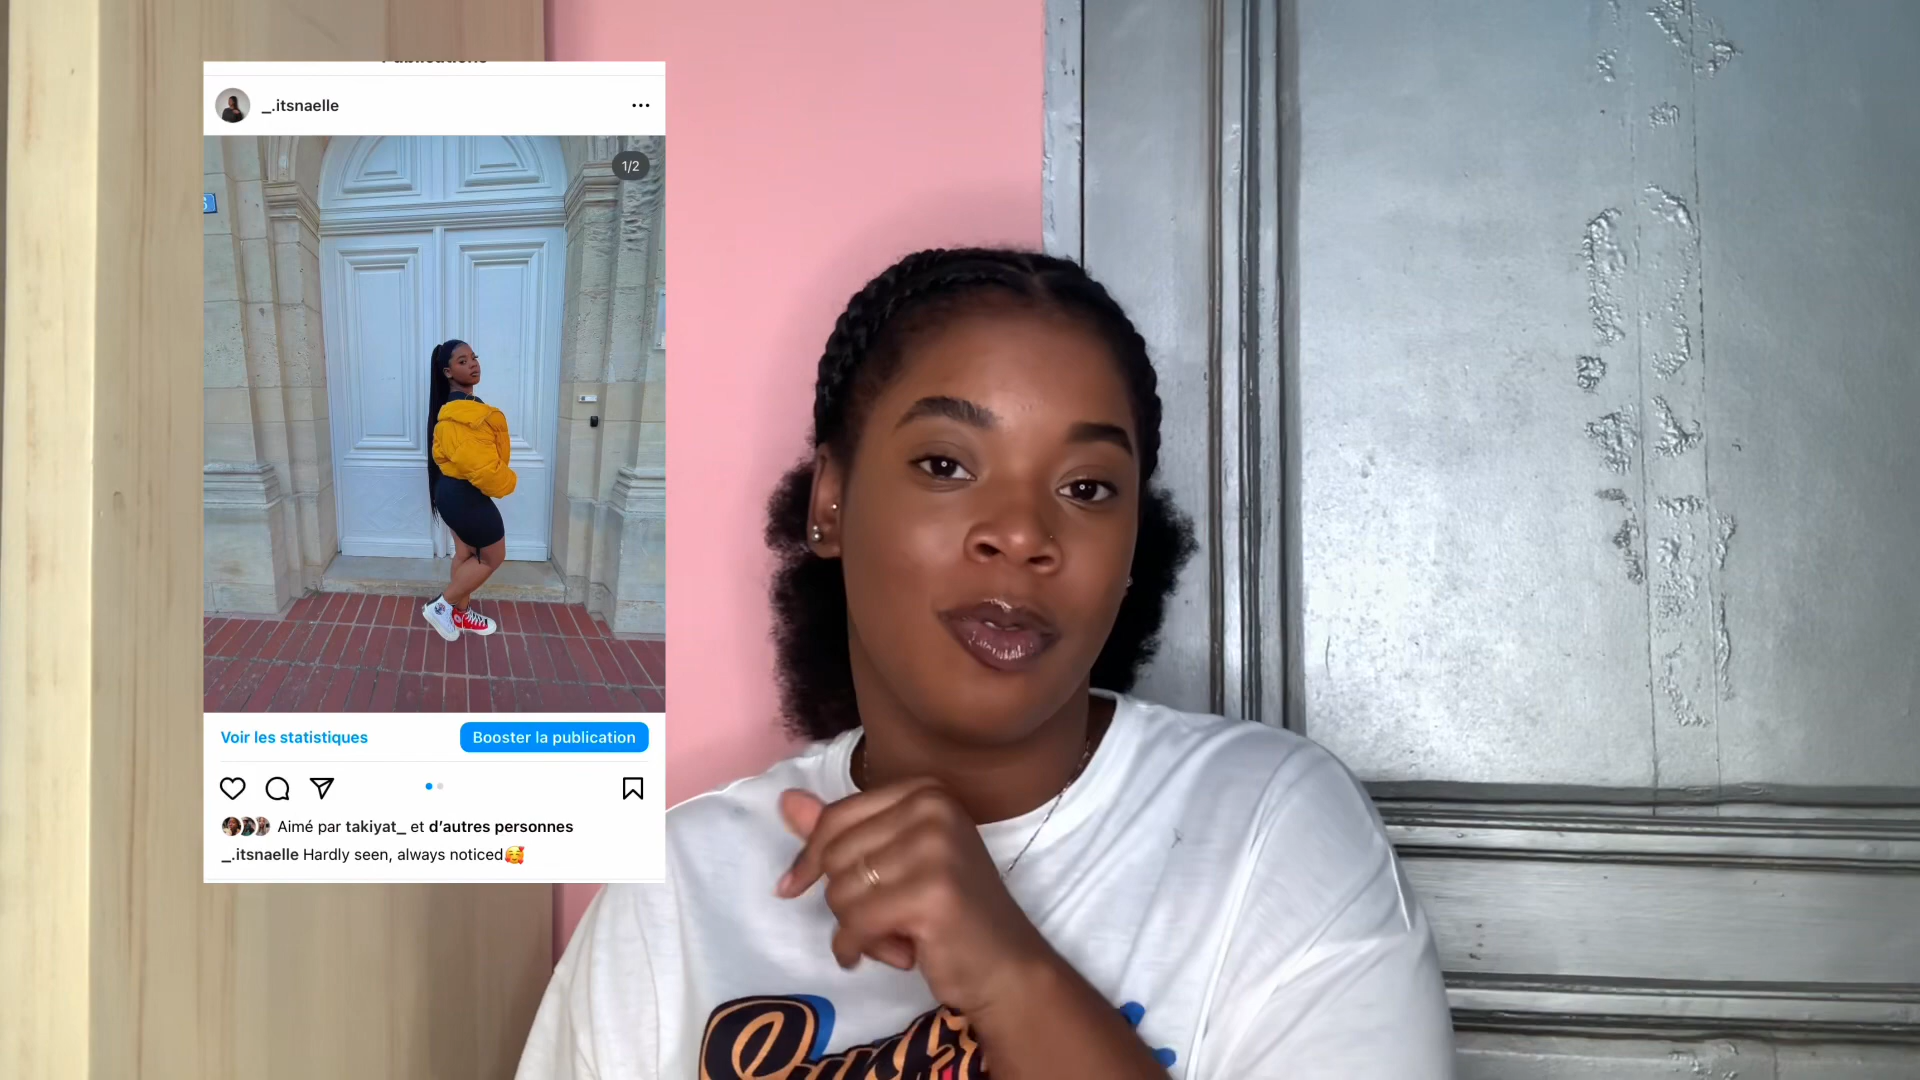 Publications
_.itsnaelle
1/2
Voir les statistiques
Booster la publication
Aimé par takiyat_ et d’autres personnes
_.itsnaelle Hardly seen, always noticed🥰